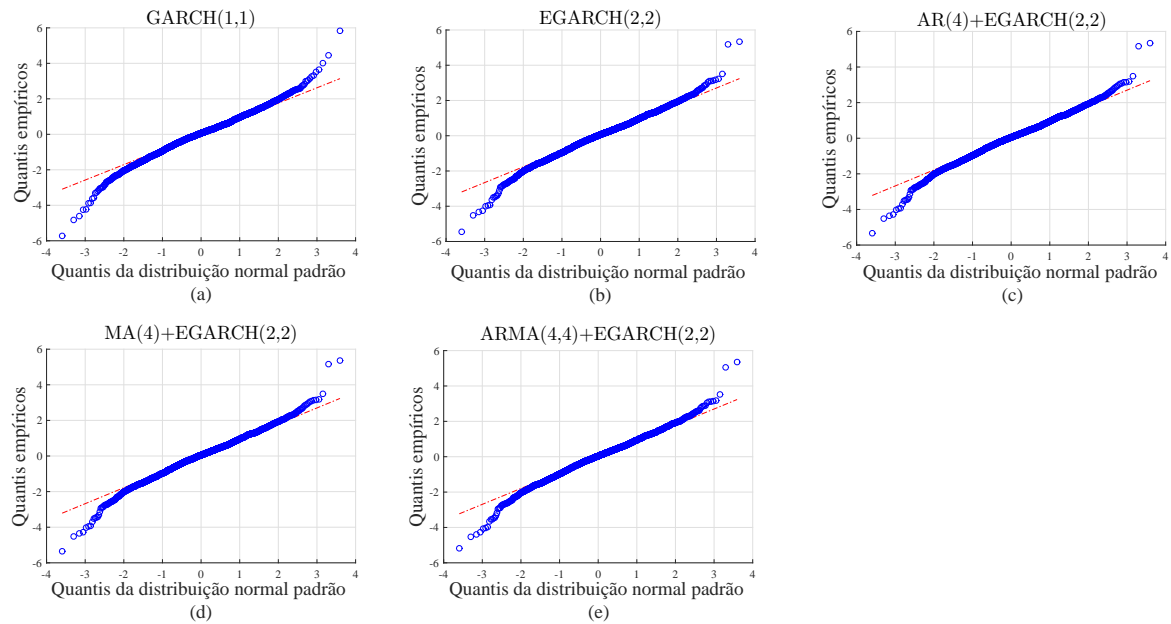 GARCH(1,1)
Quantis empíricos
6
4
2
0
-2
-4
-6
-4 -3 -2 -1 0 1 2 3 4
Quantis da distribuição normal padrão
(a)
EGARCH(2,2)
Quantis empíricos
6
4
2
0
-2
-4
-6
-4 -3 -2 -1 0 1 2 3 4
Quantis da distribuição normal padrão
(b)
AR(4)+EGARCH(2,2)
Quantis empíricos
6
4
2
0
-2
-4
-6
-4 -3 -2 -1 0 1 2 3 4
Quantis da distribuição normal padrão
(c)
MA(4)+EGARCH(2,2)
Quantis empíricos
6
4
2
0
-2
-4
-6
-4 -3 -2 -1 0 1 2 3 4
Quantis da distribuição normal padrão
(d)
ARMA(4,4)+EGARCH(2,2)
Quantis empíricos
6
4
2
0
-2
-4
-6
-4 -3 -2 -1 0 1 2 3 4
Quantis da distribuição normal padrão
(e)